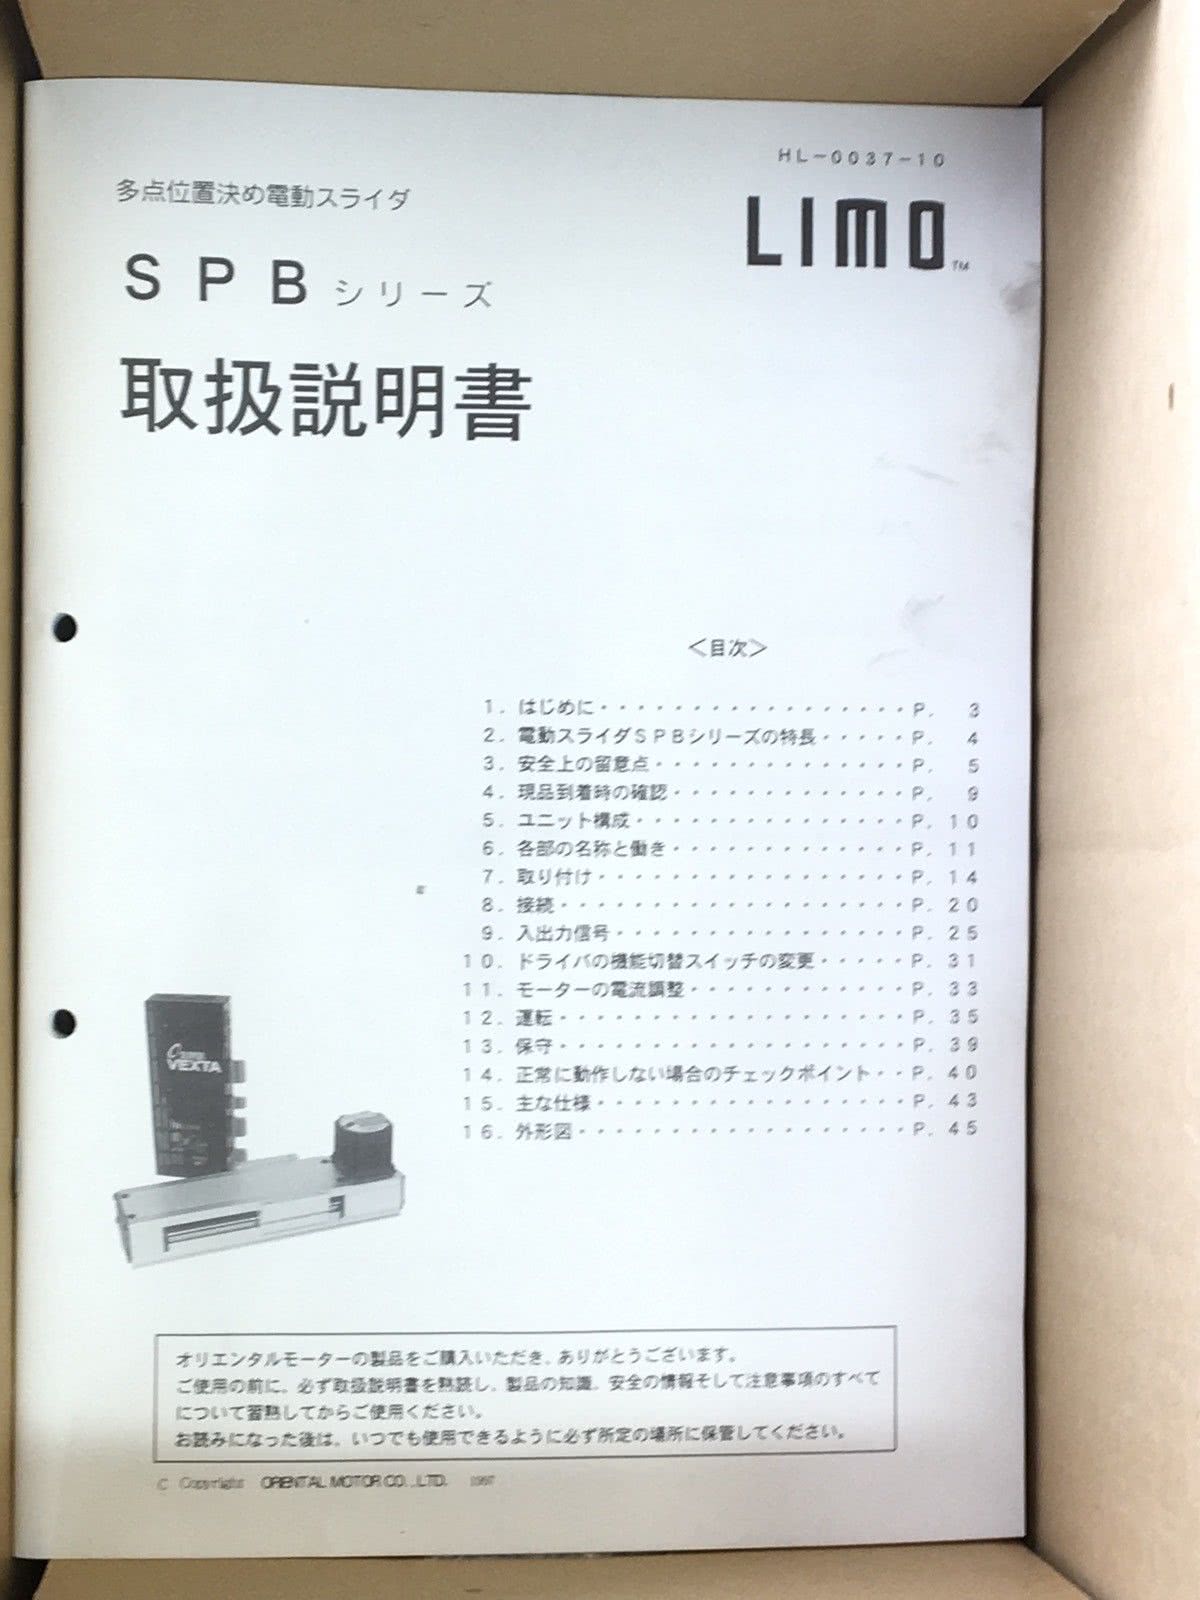 HL-0037-10
LIMO™
多点位置決め電動スライダ
SPBシリーズ
取扱説明書
<目次>
1. はじめに・・・・・・・・・・・・・・・・・P. 3
2. 電動スライダSPBシリーズの特長・・・・・P. 4
3. 安全上の留意点・・・・・・・・・・・・・・P. 5
4. 現品到着時の確認・・・・・・・・・・・・・P. 9
5. ユニット構成・・・・・・・・・・・・・・・P. 10
6. 各部の名称と働き・・・・・・・・・・・・・P. 11
7. 取り付け・・・・・・・・・・・・・・・・・P. 14
8. 接続・・・・・・・・・・・・・・・・・・・P. 20
9. 入出力信号・・・・・・・・・・・・・・・・P. 25
10. ドライバの機能切替スイッチの変更・・・・・P. 31
11. モーターの電流調整・・・・・・・・・・・・P. 33
12. 運転・・・・・・・・・・・・・・・・・・・P. 35
13. 保守・・・・・・・・・・・・・・・・・・・P. 39
14. 正常に動作しない場合のチェックポイント・・P. 40
15. 主な仕様・・・・・・・・・・・・・・・・・P. 43
16. 外形図・・・・・・・・・・・・・・・・・・P. 45
VEXTA
オリエンタルモーターの製品をご購入いただき、ありがとうございます。
ご使用の前に、必ず取扱説明書を熟読し、製品の知識、安全の情報そして注意事項のすべて
について習熟してからご使用ください。
お読みになった後は、いつでも使用できるように必ず所定の場所に保管してください。
C Copyright ORIENTAL MOTOR CO.,LTD. 1997